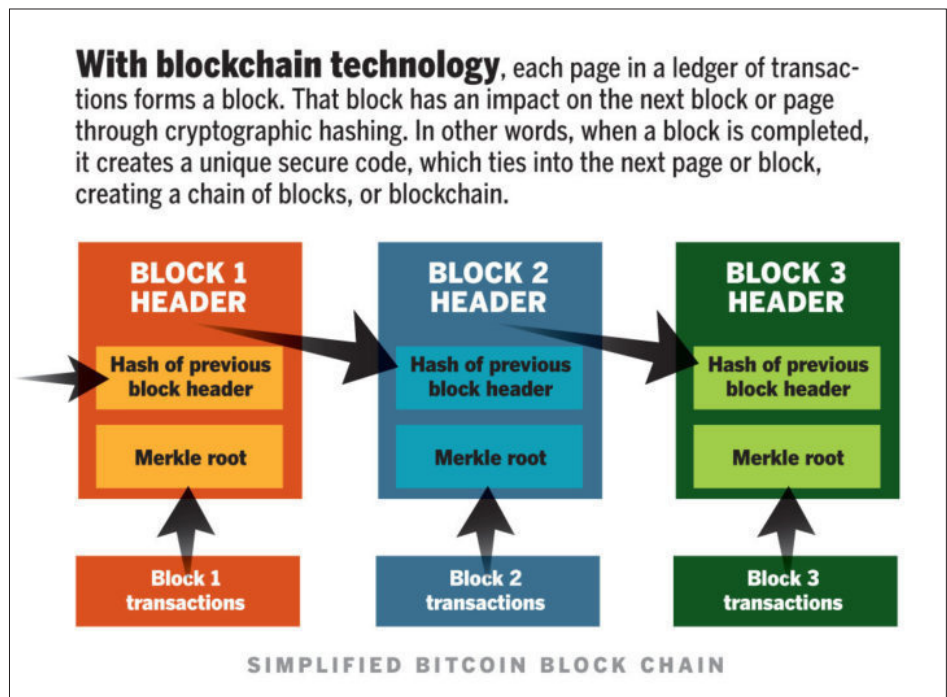 With blockchain technology, each page in a ledger of transac-
tions forms a block. That block has an impact on the next block or page
through cryptographic hashing. In other words, when a block is completed,
it creates a unique secure code, which ties into the next page or block,
creating a chain of blocks, or blockchain.
BLOCK 1
HEADER
Hash of previous
block header
Merkle root
Block 1
transactions
BLOCK 2
HEADER
Hash of previous
block header
Merkle root
Block 2
transactions
BLOCK 3
HEADER
Hash of previous
block header
Merkle root
Block 3
transactions
SIMPLIFIED BITCOIN BLOCK CHAIN